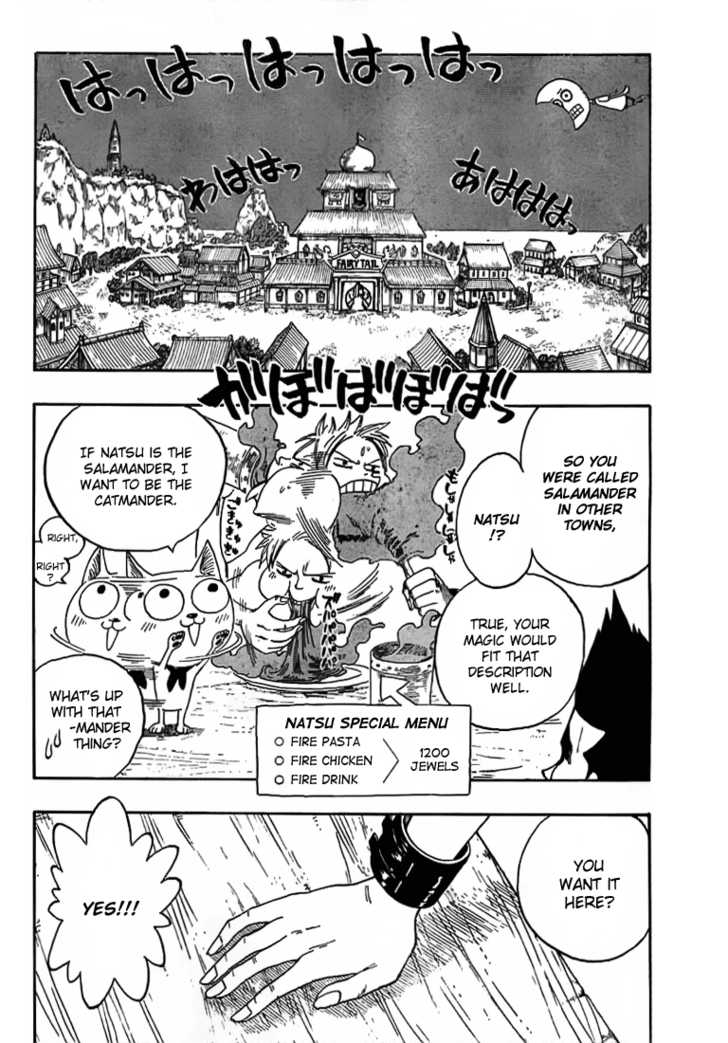 はっはっはっはっはっ
わははっ
あはははっ
FAIRY TAIL
がぼばぼばっ
SO YOU
WERE CALLED
SALAMANDER
IN OTHER
TOWNS,
NATSU
!?
IF NATSU IS THE
SALAMANDER, I
WANT TO BE THE
CATMANDER.
RIGHT,
RIGHT
?
TRUE, YOUR
MAGIC WOULD
FIT THAT
DESCRIPTION
WELL.
WHAT'S UP
WITH THAT
-MANDER
THING?
NATSU SPECIAL MENU
FIRE PASTA
FIRE CHICKEN
FIRE DRINK
1200
JEWELS
YOU
WANT IT
HERE?
YES!!!